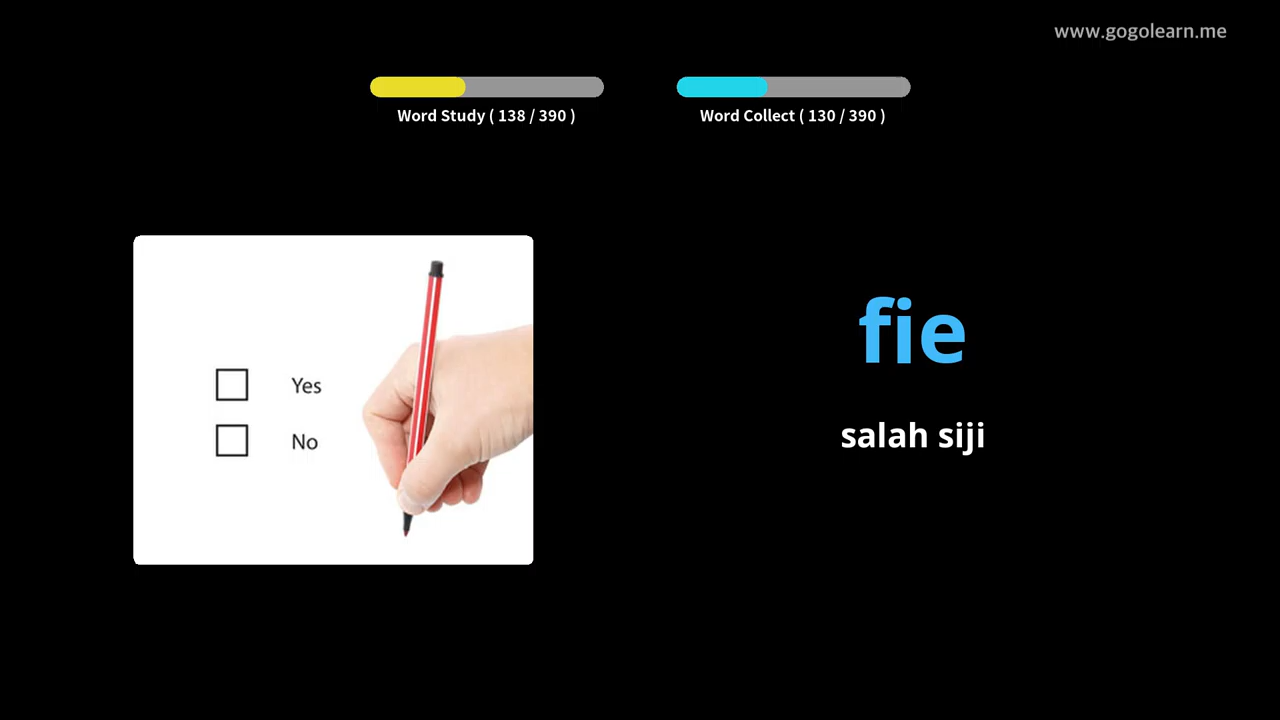 www.gogolearn.me
Word Study ( 138 / 390 )
Word Collect ( 130 / 390 )
Yes
No
fie
salah siji